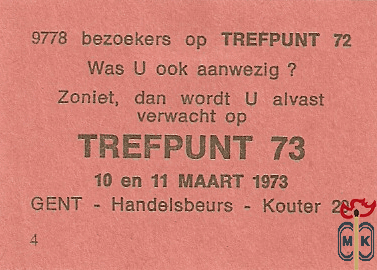 9778 bezoekers op TREFPUNT 72
Was U ook aanwezig ?
Zoniet, dan wordt U alvast
verwacht op
TREFPUNT 73
10 en 11 MAART 1973
GENT - Handelsbeurs - Kouter
4
M K